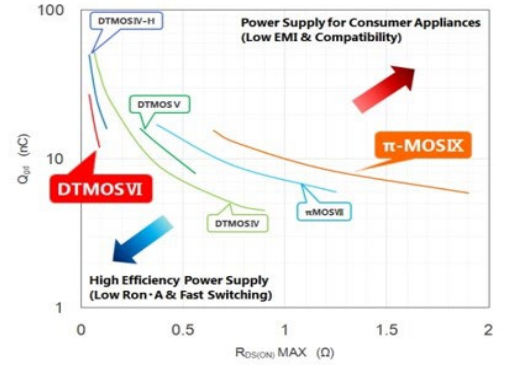 100
DTMOSⅣ-H
Power Supply for Consumer Appliances
(Low EMI & Compatibility)
DTMOSⅤ
π-MOSⅨ
Qgd (nC)
10
DTMOSⅥ
DTMOSⅣ
πMOSⅦ
High Efficiency Power Supply
(Low Ron・A & Fast Switching)
1
0
0.5
1
1.5
2
RDS(ON) MAX (Ω)